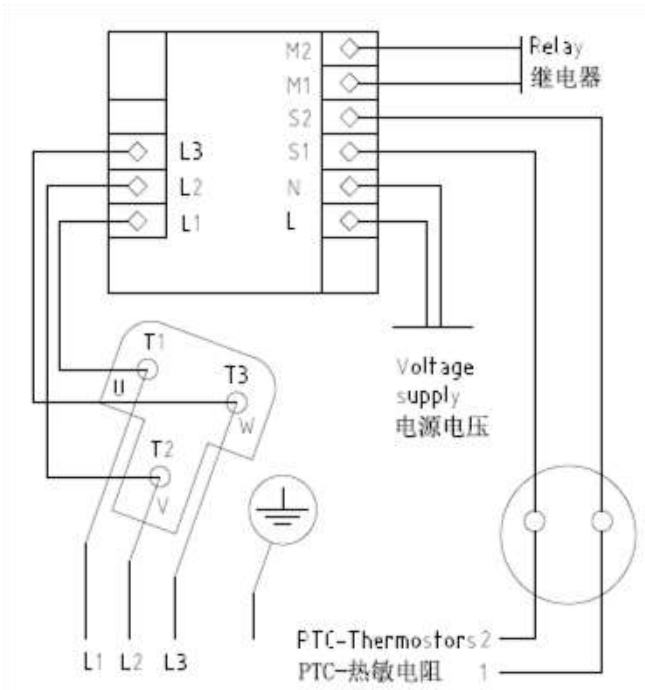 M2
Relay
M1
继电器
S2
L3
S1
L2
N
L1
L
T1
U
T3
W
T2
V
Voltage
supply
电源电压
L1 L2 L3
PTC-Thermostors 2
PTC-热敏电阻 1